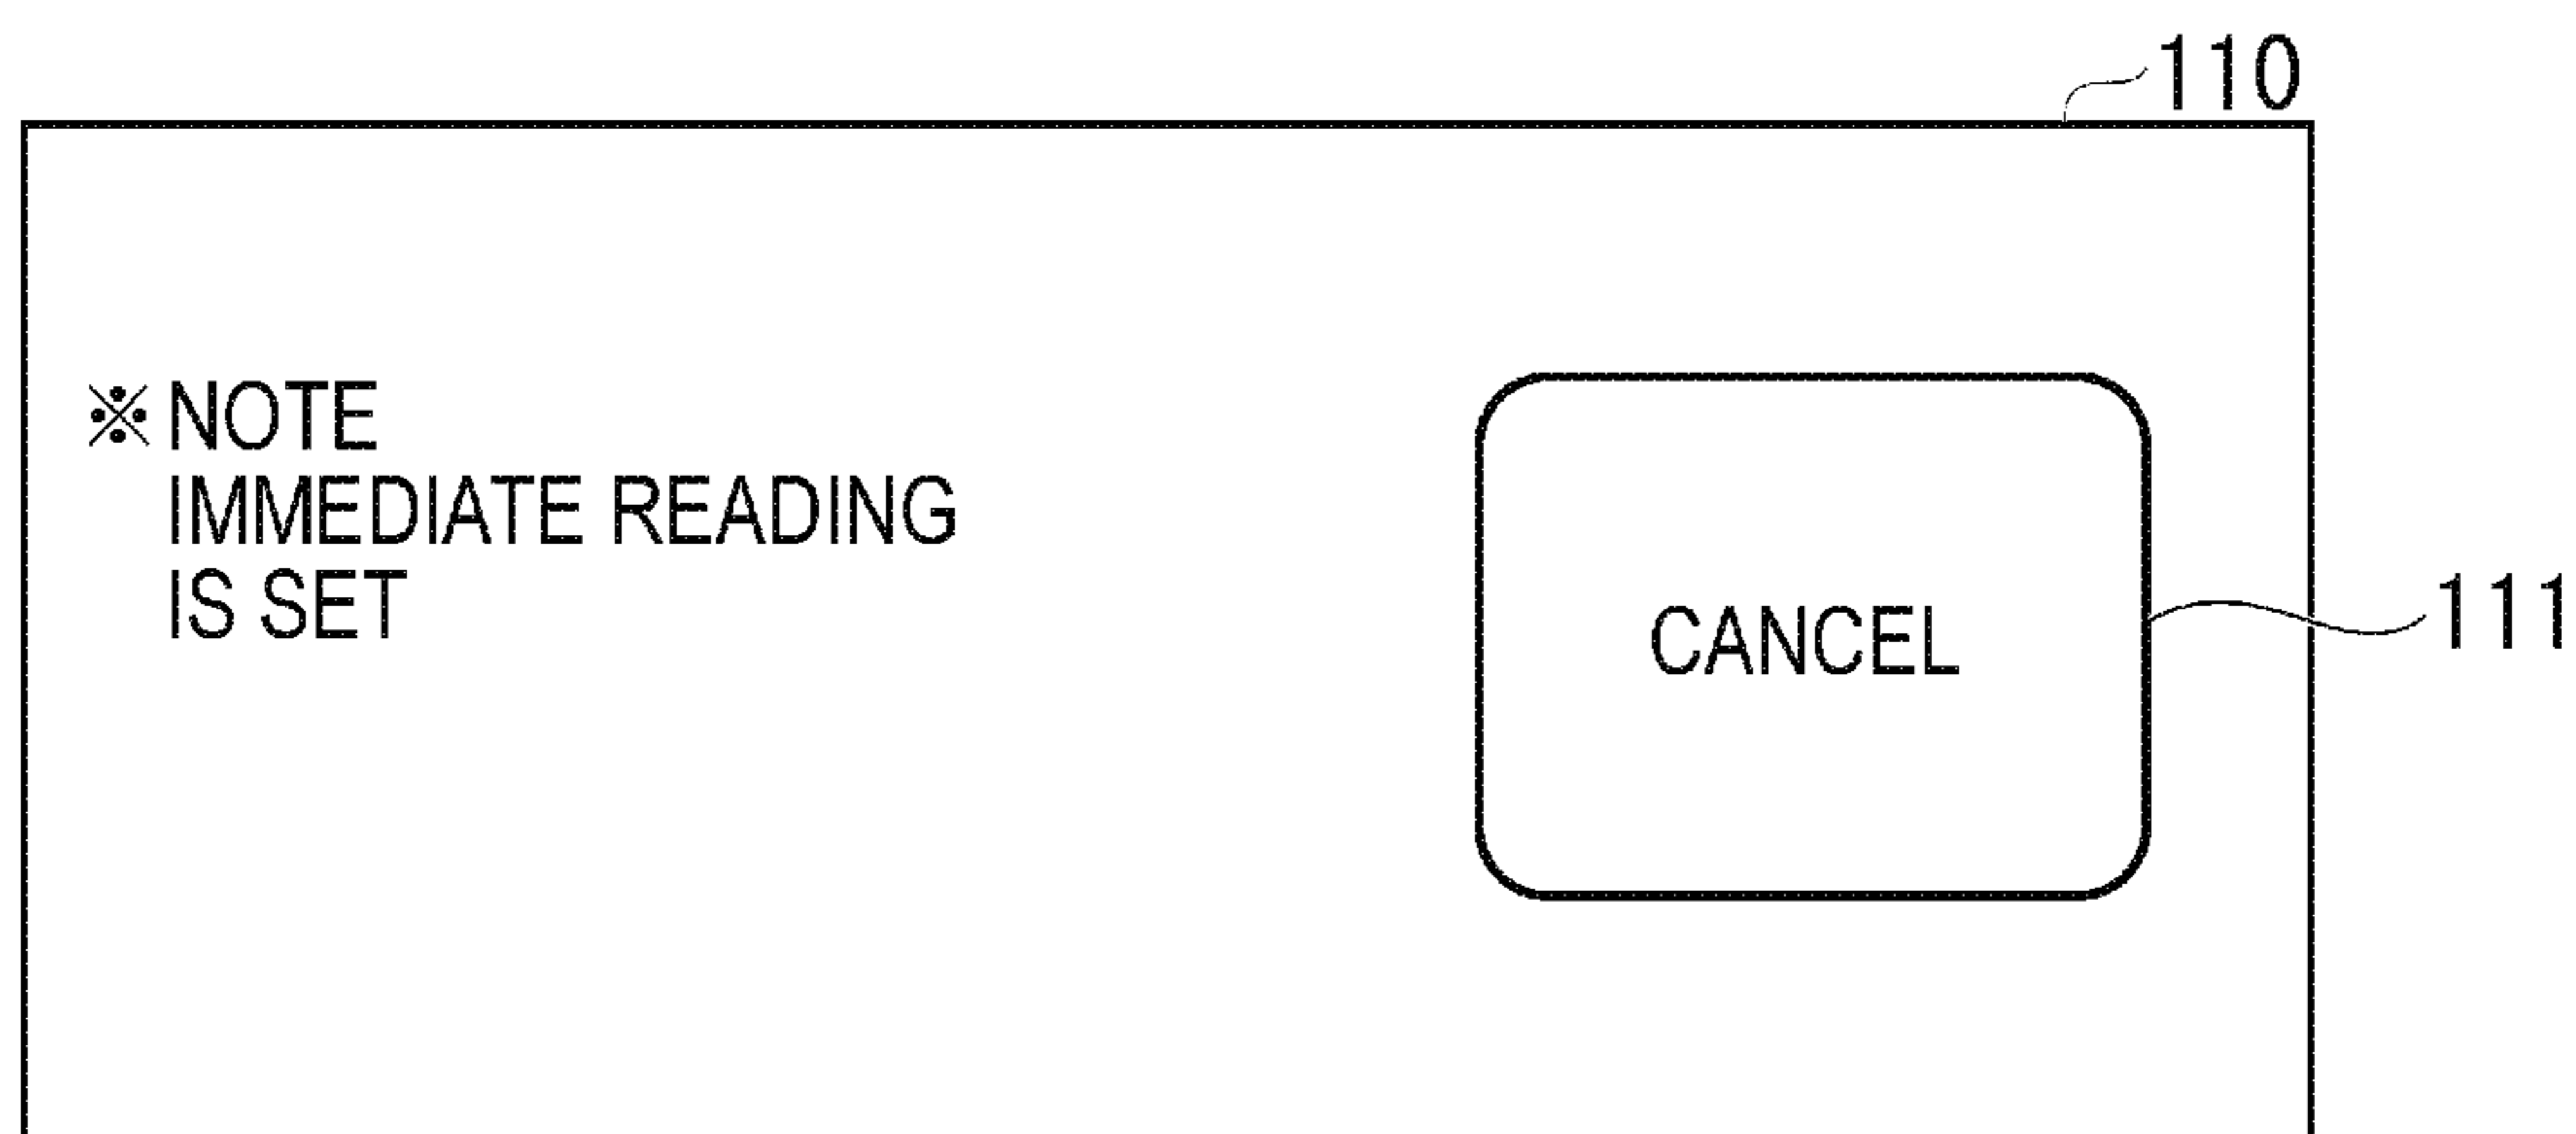 110
※ NOTE
IMMEDIATE READING
IS SET
CANCEL
111